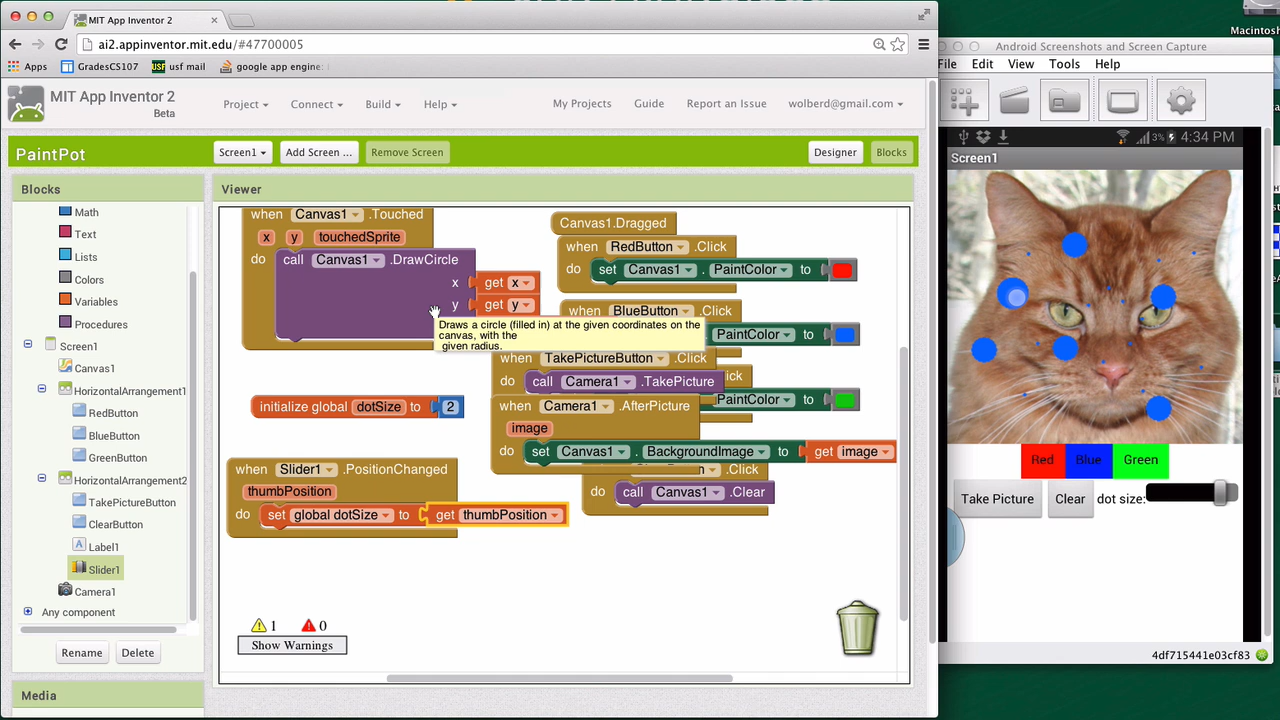 MIT App Inventor 2
ai2.appinventor.mit.edu/#47700005
Apps GradesCS107 usf mail google app engine:
MIT App Inventor 2
Beta
Project Connect Build Help My Projects Guide Report an Issue wolberd@gmail.com
PaintPot Screen1 Add Screen ... Remove Screen Designer Blocks
Blocks
Math
Text
Lists
Colors
Variables
Procedures
Screen1
Canvas1
HorizontalArrangement1
RedButton
BlueButton
GreenButton
HorizontalArrangement2
TakePictureButton
ClearButton
Label1
Slider1
Camera1
Any component
Rename Delete
Media
Viewer
when Canvas1 .Touched
x y touchedSprite
do call Canvas1 .DrawCircle
x get x
y get y
Draws a circle (filled in) at the given coordinates on the
canvas, with the
given radius.
initialize global dotSize to 2
when Slider1 .PositionChanged
thumbPosition
do set global dotSize to get thumbPosition
Canvas1.Dragged
when RedButton .Click
do set Canvas1 . PaintColor to
when BlueButton .Click
PaintColor to
when TakePictureButton .Click
do call Camera1 .TakePicture
ick
PaintColor to
when Camera1 .AfterPicture
image
do set Canvas1 . BackgroundImage to get image
.Click
do call Canvas1 .Clear
1 0
Show Warnings
Macintosh
Android Screenshots and Screen Capture
File Edit View Tools Help
3% 4:34 PM
Screen1
Red Blue Green
Take Picture Clear dot size:
4df715441e03cf83